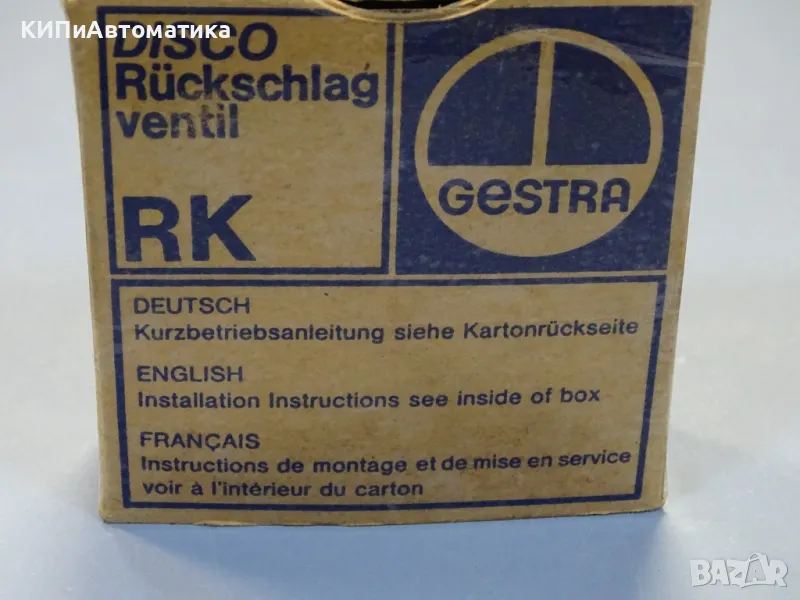 КИПиАвтоматика
DISCO
Rückschlag
ventil
RK
GESTRA
DEUTSCH
Kurzbetriebsanleitung siehe Kartonrückseite
ENGLISH
Installation Instructions see inside of box
FRANÇAIS
Instructions de montage et de mise en service
voir à l'intérieur du carton
BAZAR